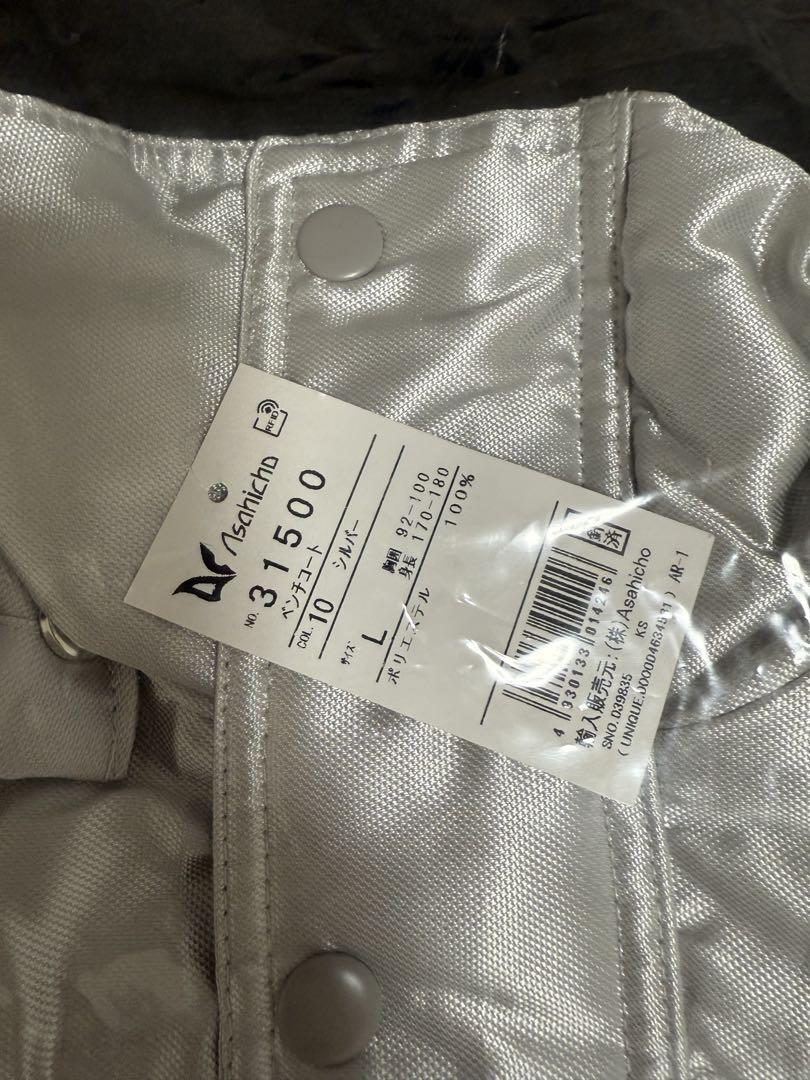 RFID
Asahicho
NO. 31500
ベンチコート
COL. 10 シルバー
サイズ L
胸囲 92-100
身長 170-180
ポリエステル 100%
済
4 930133 014246
輸入販売元:(株)Asahicho
KS
SNO.039835
AR-1